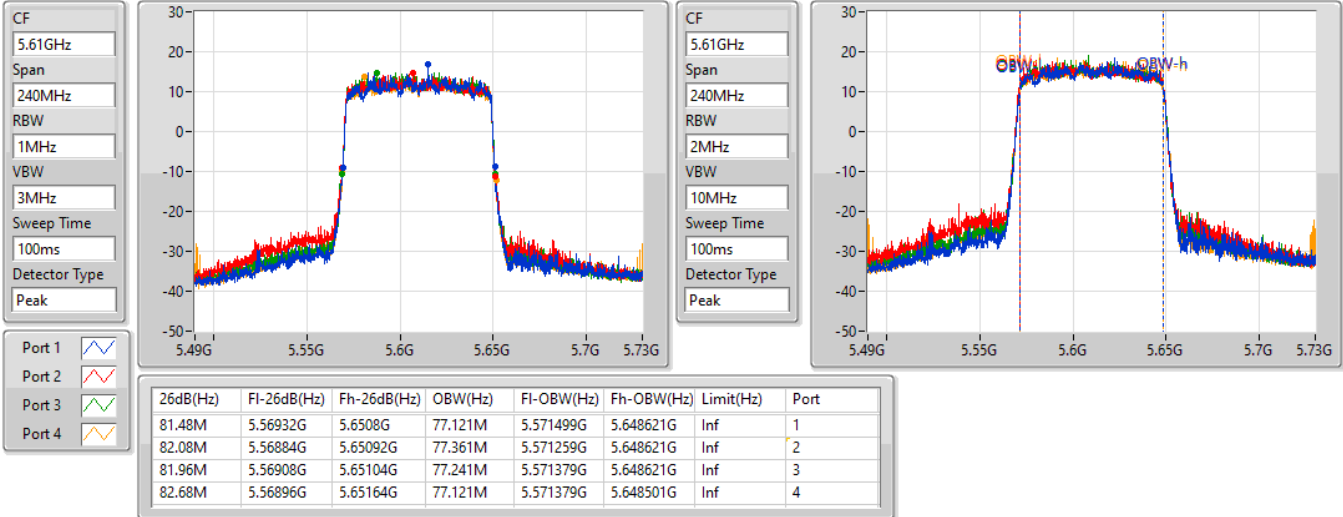 CF
5.61GHz
Span
240MHz
RBW
1MHz
VBW
3MHz
Sweep Time
100ms
Detector Type
Peak
30
20
10
0
-10
-20
-30
-40
-50
5.49G 5.55G 5.6G 5.65G 5.7G 5.73G
CF
5.61GHz
Span
240MHz
RBW
2MHz
VBW
10MHz
Sweep Time
100ms
Detector Type
Peak
30
20
10
0
-10
-20
-30
-40
-50
OBW-h
5.49G 5.55G 5.6G 5.65G 5.7G 5.73G
Port 1
Port 2
Port 3
Port 4
26dB(Hz) Fl-26dB(Hz) Fh-26dB(Hz) OBW(Hz) Fl-OBW(Hz) Fh-OBW(Hz) Limit(Hz) Port
81.48M 5.56932G 5.6508G 77.121M 5.571499G 5.648621G Inf 1
82.08M 5.56884G 5.65092G 77.361M 5.571259G 5.648621G Inf 2
81.96M 5.56908G 5.65104G 77.241M 5.571379G 5.648621G Inf 3
82.68M 5.56896G 5.65164G 77.121M 5.571379G 5.648501G Inf 4